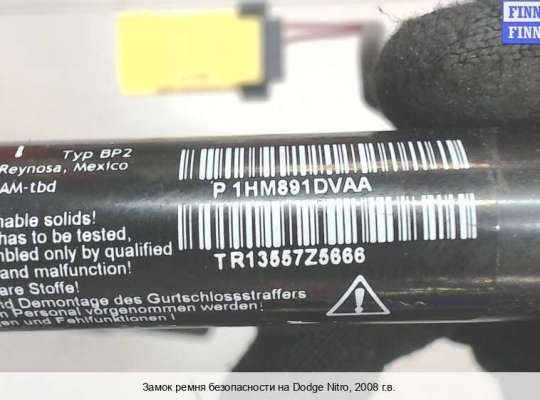 FINN
FINN
Typ BP2
Reynosa, Mexico
AM-tbd
P 1HM891DVAA
TR13557Z5666
nable solids!
has to be tested,
mbled only by qualified
and malfunction!
are Stoffe!
nd Demontage des Gurtschlossstraffers
n Personal vorgenommen werden!
en und Fehlfunktionen!
Замок ремня безопасности на Dodge Nitro, 2008 г.в.